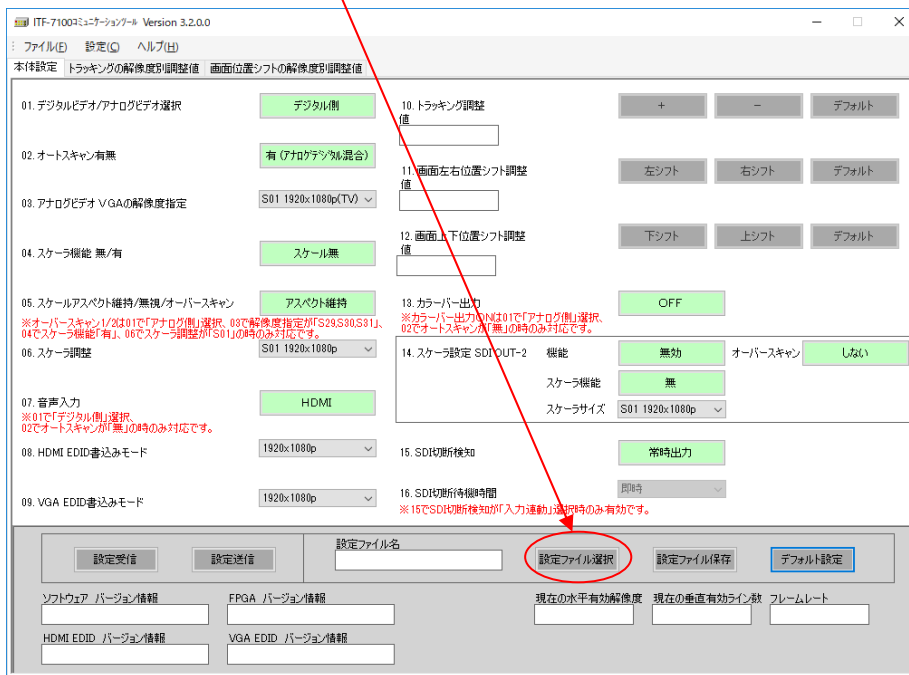 ITF-7100コミュニケーションツール Version 3.2.0.0
ファイル(F) 設定(C) ヘルプ(H)
本体設定 トラッキングの解像度別調整値 画面位置シフトの解像度別調整値
01. デジタルビデオ/アナログビデオ選択 デジタル側
02. オートスキャン有無 有 (アナログデジタル混合)
03. アナログビデオ VGAの解像度指定 S01 1920x1080p(TV)
04. スケーラ機能 無/有 スケール無
05. スケールアスペクト維持/無視/オーバースキャン アスペクト維持
※オーバースキャン1/2は01で「アナログ側」選択、03で解像度指定が「S29,S30,S31」、
04でスケーラ機能「有」、06でスケーラ調整が「S01」の時のみ対応です。
06. スケーラ調整 S01 1920x1080p
07. 音声入力 HDMI
※01で「デジタル側」選択、
02でオートスキャンが「無」の時のみ対応です。
08. HDMI EDID書込みモード 1920x1080p
09. VGA EDID書込みモード 1920x1080p
10. トラッキング調整 + - デフォルト
値
11. 画面左右位置シフト調整 左シフト 右シフト デフォルト
値
12. 画面上下位置シフト調整 下シフト 上シフト デフォルト
値
13. カラーバー出力 OFF
※カラーバー出力ONは01で「アナログ側」選択、
02でオートスキャンが「無」の時のみ対応です。
14. スケーラ設定 SDI OUT-2 機能 無効 オーバースキャン しない
スケーラ機能 無
スケーラサイズ S01 1920x1080p
15. SDI切断検知 常時出力
16. SDI切断待機時間 即時
※15でSDI切断検知が「入力連動」選択時のみ有効です。
設定受信 設定送信 設定ファイル名 設定ファイル選択 設定ファイル保存 デフォルト設定
ソフトウェア バージョン情報 FPGA バージョン情報 現在の水平有効解像度 現在の垂直有効ライン数 フレームレート
HDMI EDID バージョン情報 VGA EDID バージョン情報